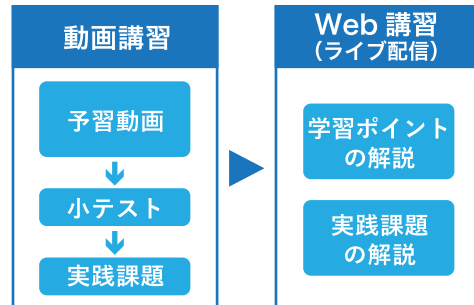 動画講習
予習動画
小テスト
実践課題
Web 講習
（ライブ配信）
学習ポイント
の解説
実践課題
の解説